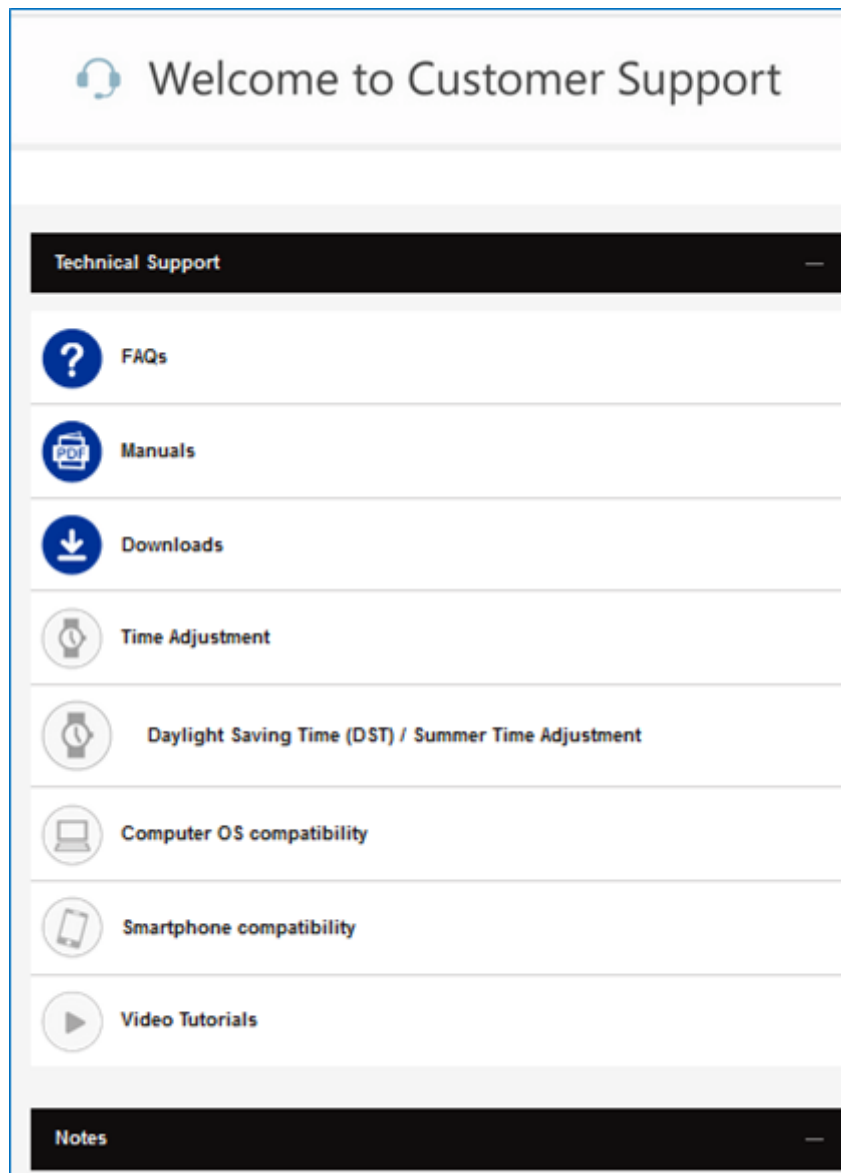 Welcome to Customer Support
Technical Support
FAQs
PDF
Manuals
Downloads
Time Adjustment
Daylight Saving Time (DST) / Summer Time Adjustment
Computer OS compatibility
Smartphone compatibility
Video Tutorials
Notes